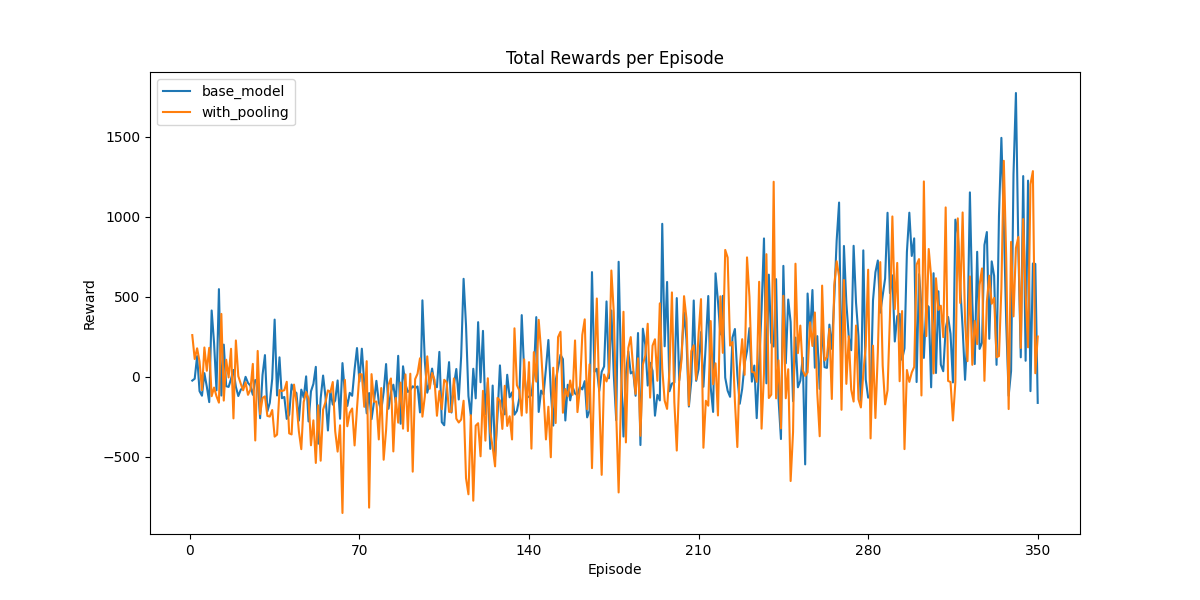 Total Rewards per Episode
base_model
with_pooling
Reward
1500
1000
500
0
−500
0 70 140 210 280 350
Episode